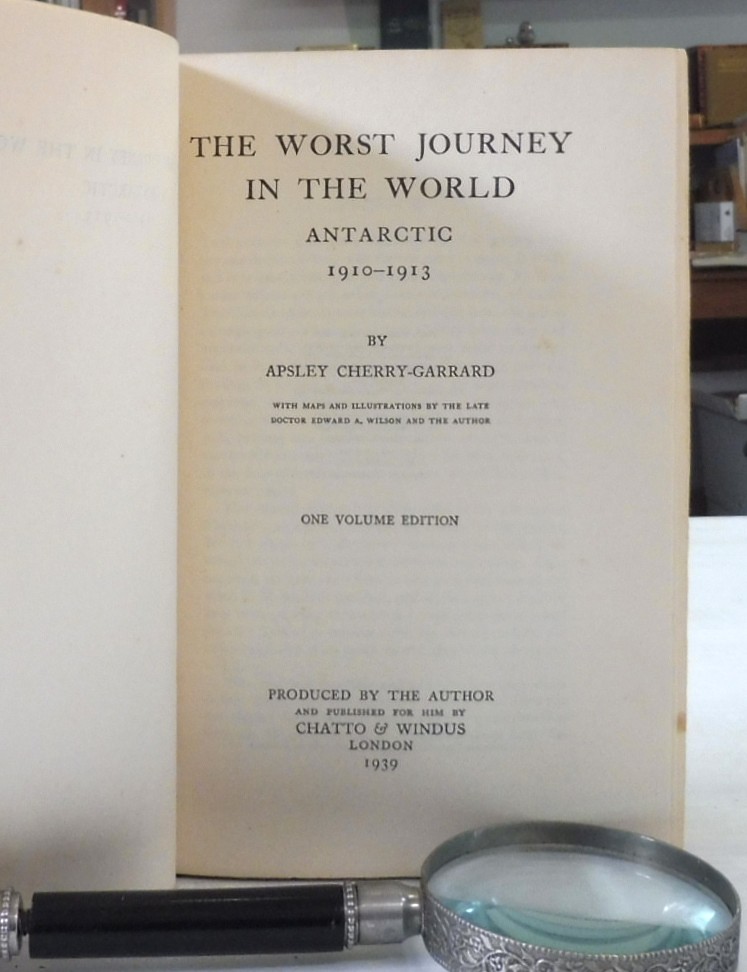 THE WORST JOURNEY
IN THE WORLD
ANTARCTIC
1910–1913
BY
APSLEY CHERRY-GARRARD
WITH MAPS AND ILLUSTRATIONS BY THE LATE
DOCTOR EDWARD A. WILSON AND THE AUTHOR
ONE VOLUME EDITION
PRODUCED BY THE AUTHOR
AND PUBLISHED FOR HIM BY
CHATTO & WINDUS
LONDON
1939